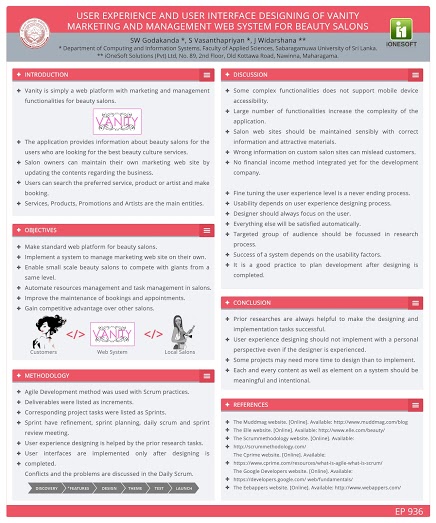 USER EXPERIENCE AND USER INTERFACE DESIGNING OF VANITY
MARKETING AND MANAGEMENT WEB SYSTEM FOR BEAUTY SALONS
SW Godakanda *, S Vasanthapriyan *, J Widarshana **
* Department of Computing and Information Systems, Faculty of Applied Sciences, Sabaragamuwa University of Sri Lanka.
** iOneSoft Solutions (Pvt) Ltd, No. 89, 2nd Floor, Old Kottawa Road, Nawinna, Maharagama.
iONESOFT
INTRODUCTION
Vanity is simply a web platform with marketing and management
functionalities for beauty salons.
VANITY
The application provides information about beauty salons for the
users who are looking for the best beauty culture services.
Salon owners can maintain their own marketing web site by
updating the contents regarding the business.
Users can search the preferred service, product or artist and make
booking.
Services, Products, Promotions and Artists are the main entities.
OBJECTIVES
Make standard web platform for beauty salons.
Implement a system to manage marketing web site on their own.
Enable small scale beauty salons to compete with giants from a
same level.
Automate resources management and task management in salons.
Improve the maintenance of bookings and appointments.
Gain competitive advantage over other salons.
</> VANITY </>
Customers Web System Local Salons
METHODOLOGY
Agile Development method was used with Scrum practices.
Deliverables were listed as increments.
Corresponding project tasks were listed as Sprints.
Sprint have refinement, sprint planning, daily scrum and sprint
review meeting.
User experience designing is helped by the prior research tasks.
User interfaces are implemented only after designing is
completed.
Conflicts and the problems are discussed in the Daily Scrum.
DISCOVERY *FEATURES DESIGN THEME TEST LAUNCH
DISCUSSION
Some complex functionalities does not support mobile device
accessibility.
Large number of functionalities increase the complexity of the
application.
Salon web sites should be maintained sensibly with correct
information and attractive materials.
Wrong information on custom salon sites can mislead customers.
No financial income method integrated yet for the development
company.
Fine tuning the user experience level is a never ending process.
Usability depends on user experience designing process.
Designer should always focus on the user.
Everything else will be satisfied automatically.
Targeted group of audience should be focussed in research
process.
Success of a system depends on the usability factors.
It is a good practice to plan development after designing is
completed.
CONCLUSION
Prior researches are always helpful to make the designing and
implementation tasks successful.
User experience designing should not implement with a personal
perspective even if the designer is experienced.
Some projects may need more time to design than to implement.
Each and every content as well as element on a system should be
meaningful and intentional.
REFERENCES
The Muddmag website. [Online]. Available: http://www.muddmag.com/blog
The Elle website. [Online]. Available: http://www.elle.com/beauty/
The Scrummethodology website, [Online]. Available:
http://scrummethodology.com/
The Cprime website. [Online]. Available:
https://www.cprime.com/resources/what-is-agile-what-is-scrum/
The Google Developers website. [Online]. Available:
https://developers.google.com/ web/fundamentals/
The Eebappers website. [Online]. Available: http://www.webappers.com/
EP 936